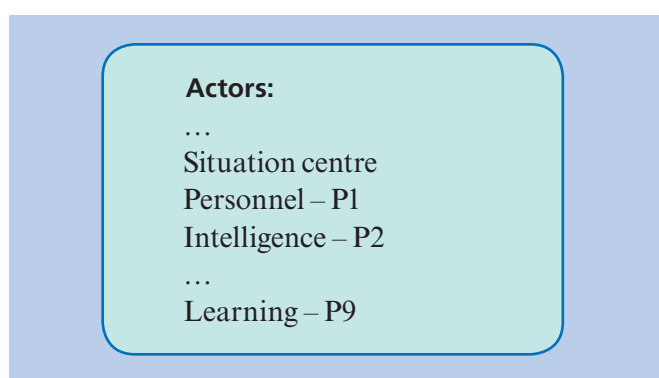 Actors:
…
Situation centre
Personnel – P1
Intelligence – P2
…
Learning – P9